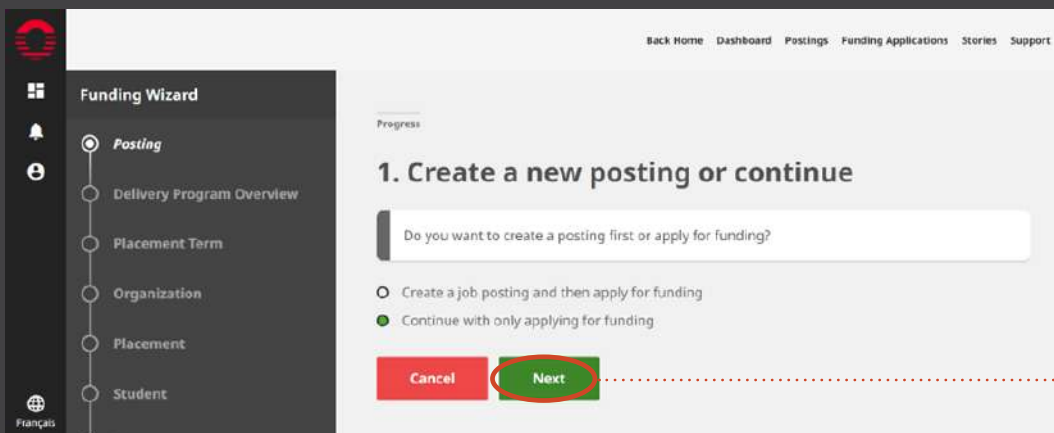 Back Home Dashboard Postings Funding Applications Stories Support
Funding Wizard
Posting
Delivery Program Overview
Placement Term
Organization
Placement
Student
Français
Progress
1. Create a new posting or continue
Do you want to create a posting first or apply for funding?
Create a job posting and then apply for funding
Continue with only applying for funding
Cancel Next